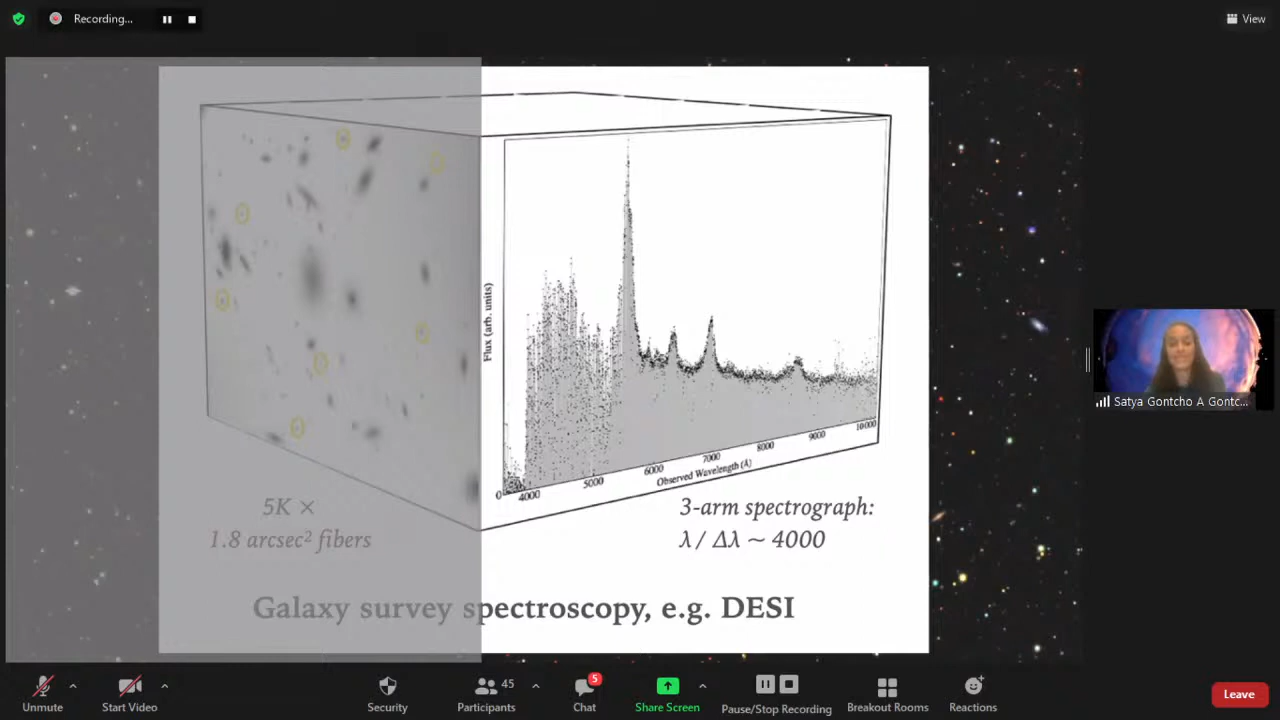 Recording...
View
Flux (arb. units)
0
4000
5000
6000
7000
8000
9000
10000
Observed Wavelength (Å)
5K ×
1.8 arcsec² fibers
3-arm spectrograph:
λ / Δλ ~ 4000
Galaxy survey spectroscopy, e.g. DESI
Satya Gontcho A Gontc...
Unmute
Start Video
Security
45
Participants
5
Chat
Share Screen
Pause/Stop Recording
Breakout Rooms
Reactions
Leave